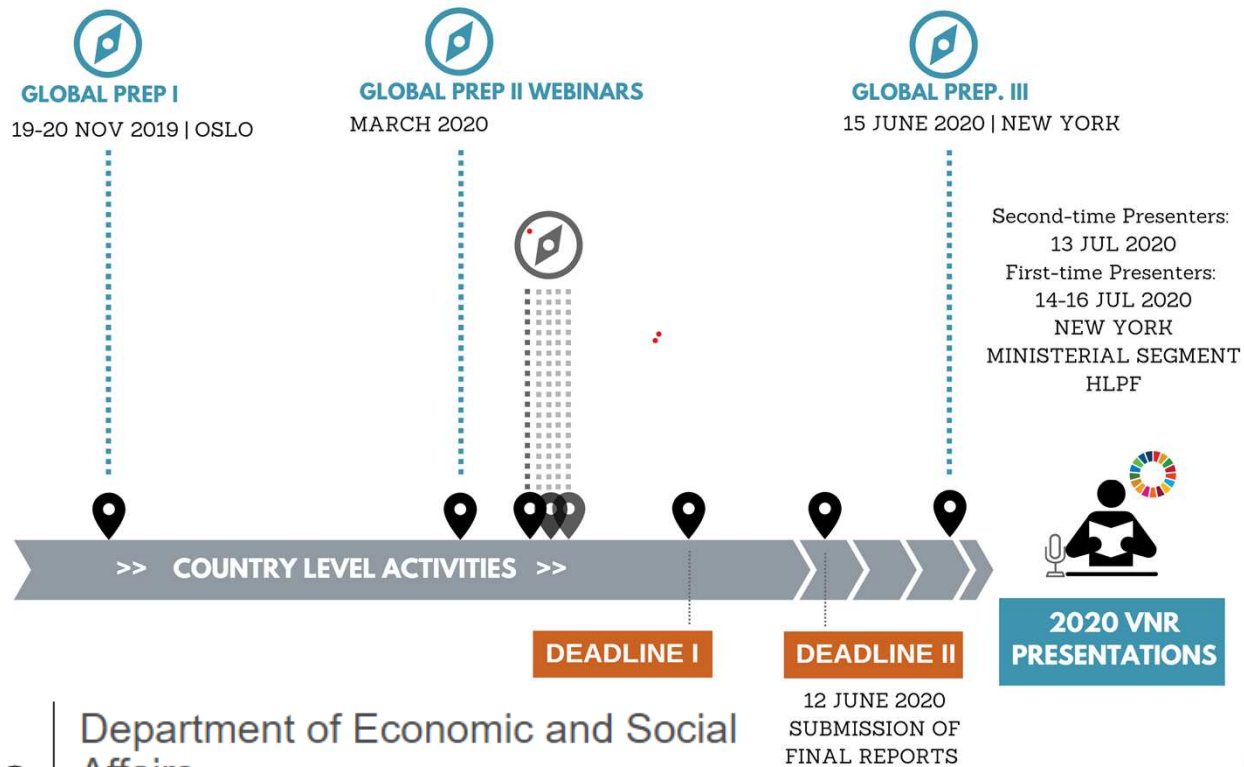 GLOBAL PREP I
19-20 NOV 2019 | OSLO
GLOBAL PREP II WEBINARS
MARCH 2020
GLOBAL PREP. III
15 JUNE 2020 | NEW YORK
Second-time Presenters:
13 JUL 2020
First-time Presenters:
14-16 JUL 2020
NEW YORK
MINISTERIAL SEGMENT
HLPF
>> COUNTRY LEVEL ACTIVITIES >>
DEADLINE I
DEADLINE II
12 JUNE 2020
SUBMISSION OF
FINAL REPORTS
2020 VNR
PRESENTATIONS
Department of Economic and Social